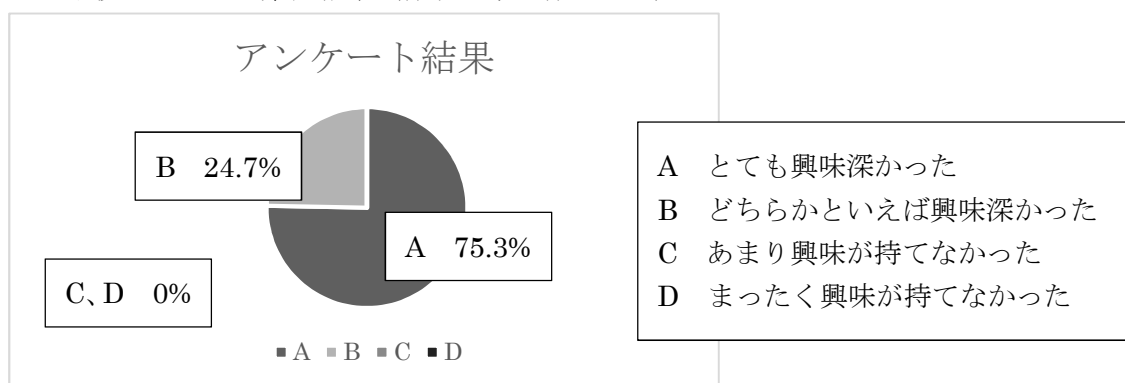 アンケート結果
B 24.7%
A 75.3%
C、D 0%
■A ■B ■C ■D
A とても興味深かった
B どちらかといえば興味深かった
C あまり興味が持てなかった
D まったく興味が持てなかった